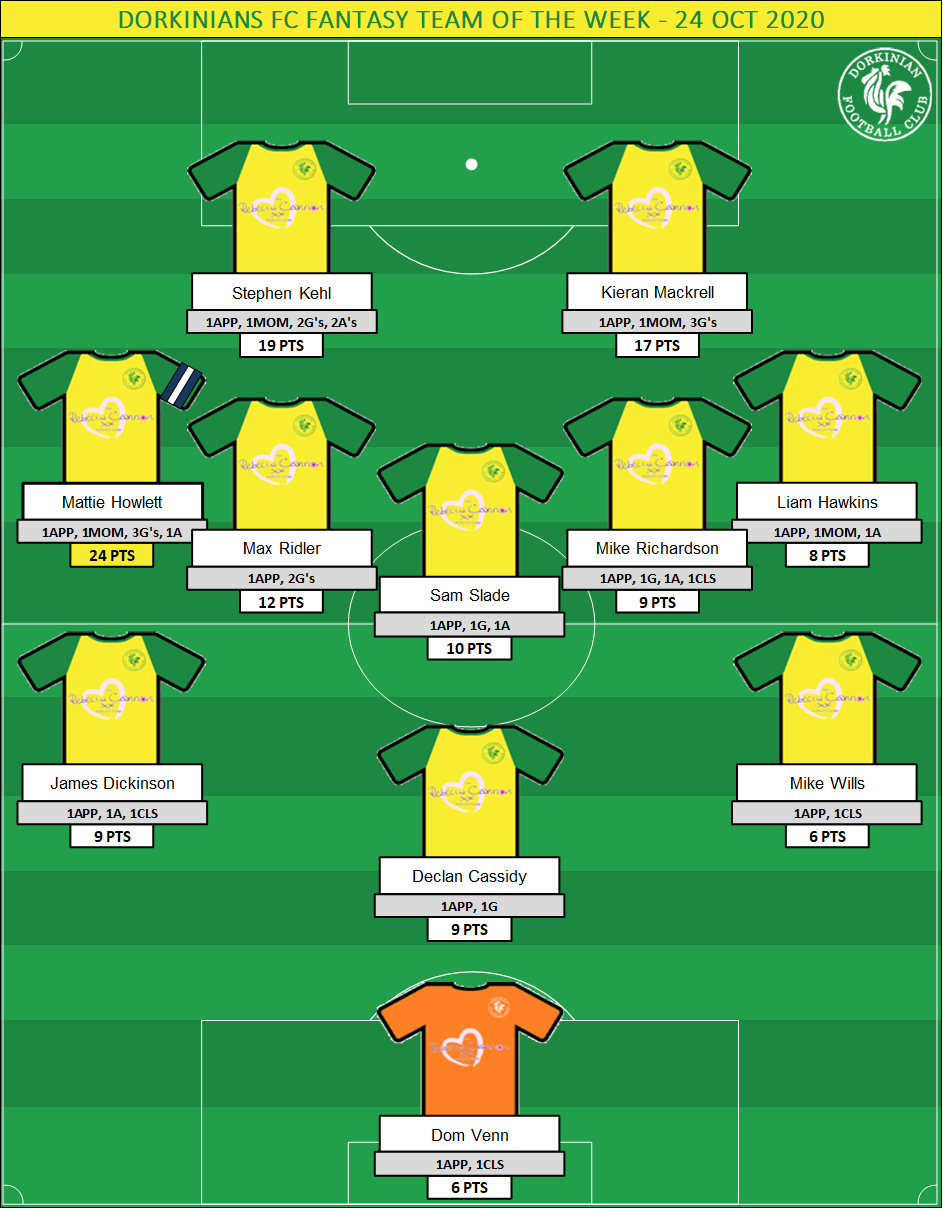 DORKINIANS FC FANTASY TEAM OF THE WEEK - 24 OCT 2020
DORKINIAN
FOOTBALL CLUB
Stephen Kehl
1APP, 1MOM, 2G's, 2A's
19 PTS
Kieran Mackrell
1APP, 1MOM, 3G's
17 PTS
Mattie Howlett
1APP, 1MOM, 3G's, 1A
24 PTS
Max Ridler
1APP, 2G's
12 PTS
Sam Slade
1APP, 1G, 1A
10 PTS
Mike Richardson
1APP, 1G, 1A, 1CLS
9 PTS
Liam Hawkins
1APP, 1MOM, 1A
8 PTS
James Dickinson
1APP, 1A, 1CLS
9 PTS
Declan Cassidy
1APP, 1G
9 PTS
Mike Wills
1APP, 1CLS
6 PTS
Dom Venn
1APP, 1CLS
6 PTS